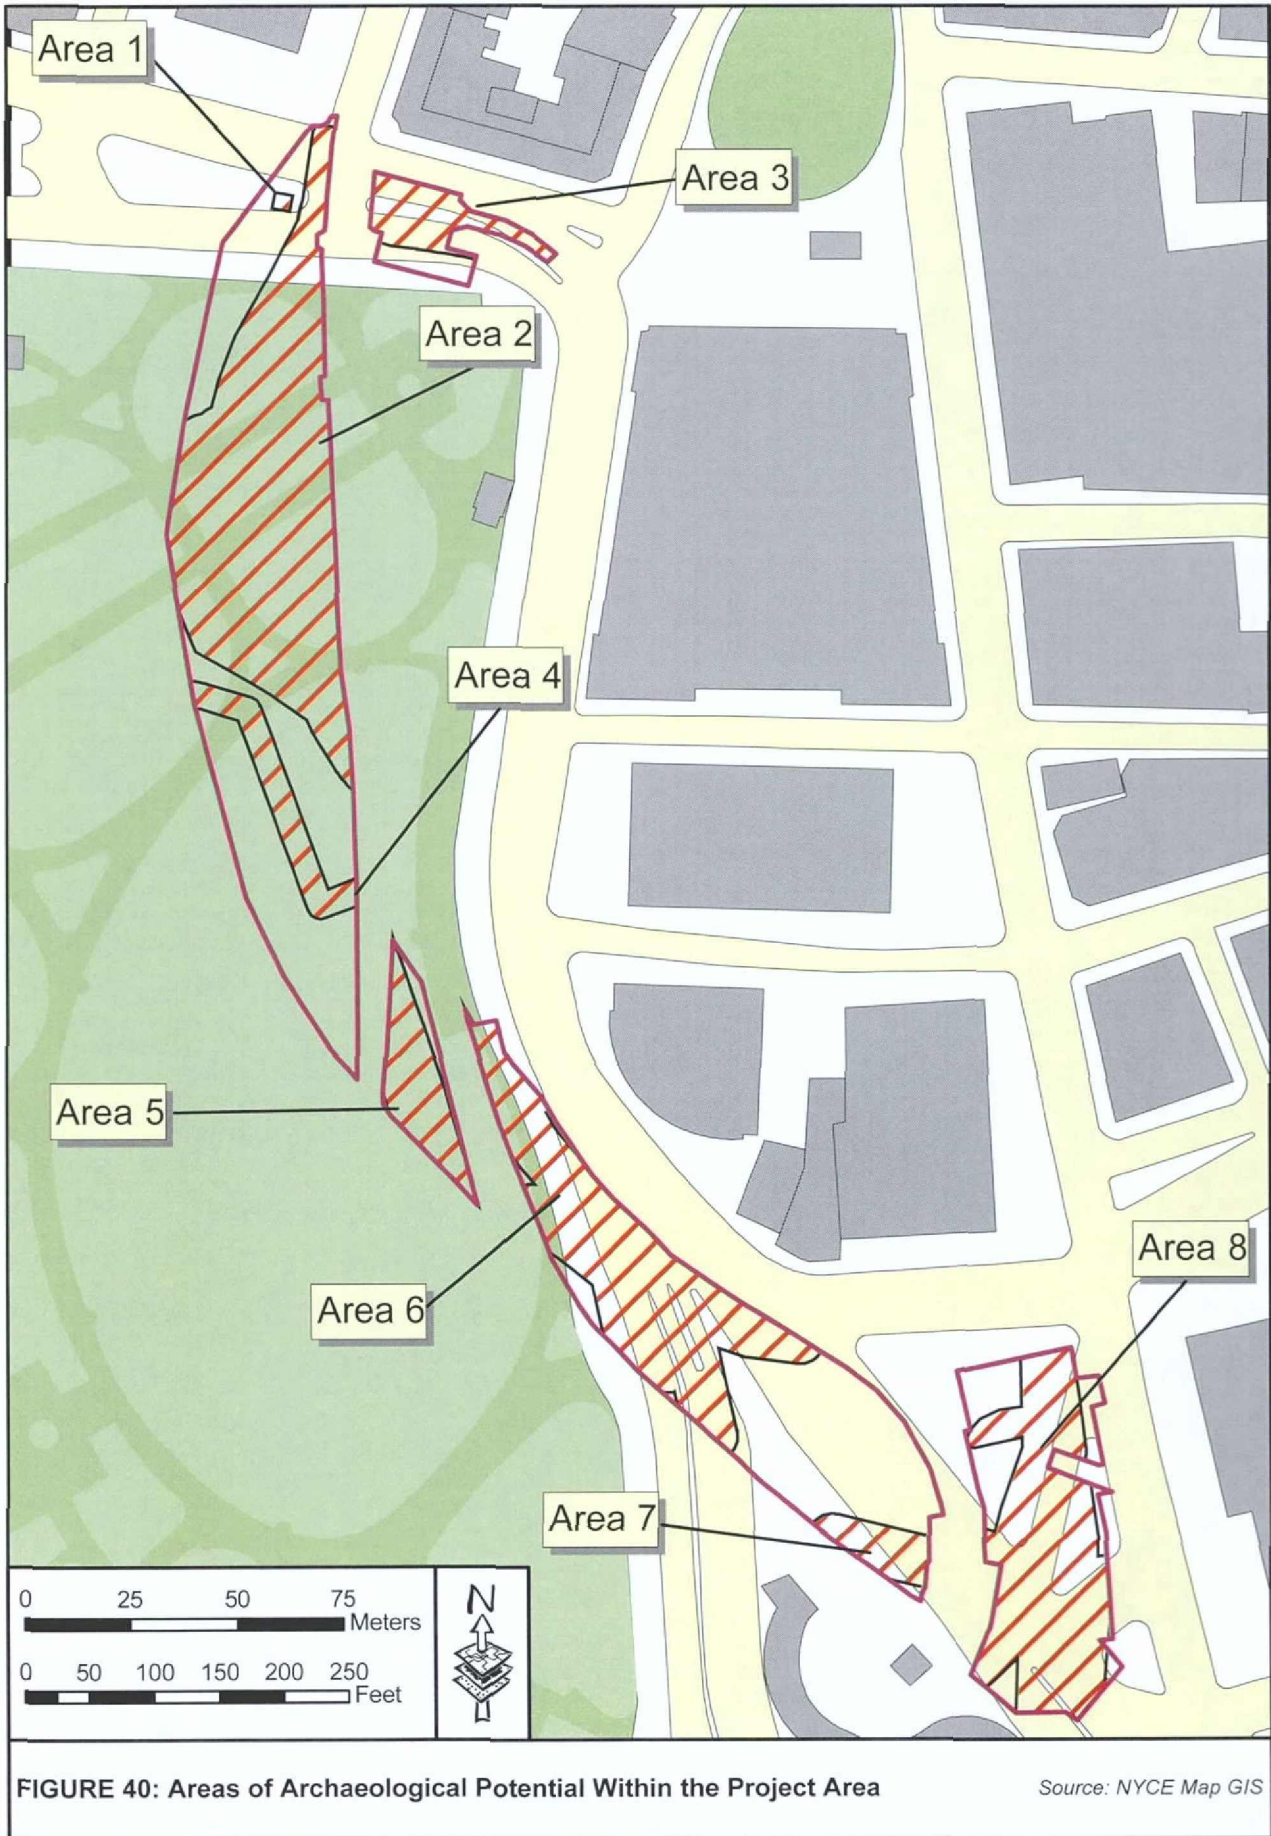 Area 1
Area 3
Area 2
Area 4
Area 5
Area 8
Area 6
Area 7
0 25 50 75
Meters
0 50 100 150 200 250
Feet
N
FIGURE 40: Areas of Archaeological Potential Within the Project Area
Source: NYCE Map GIS